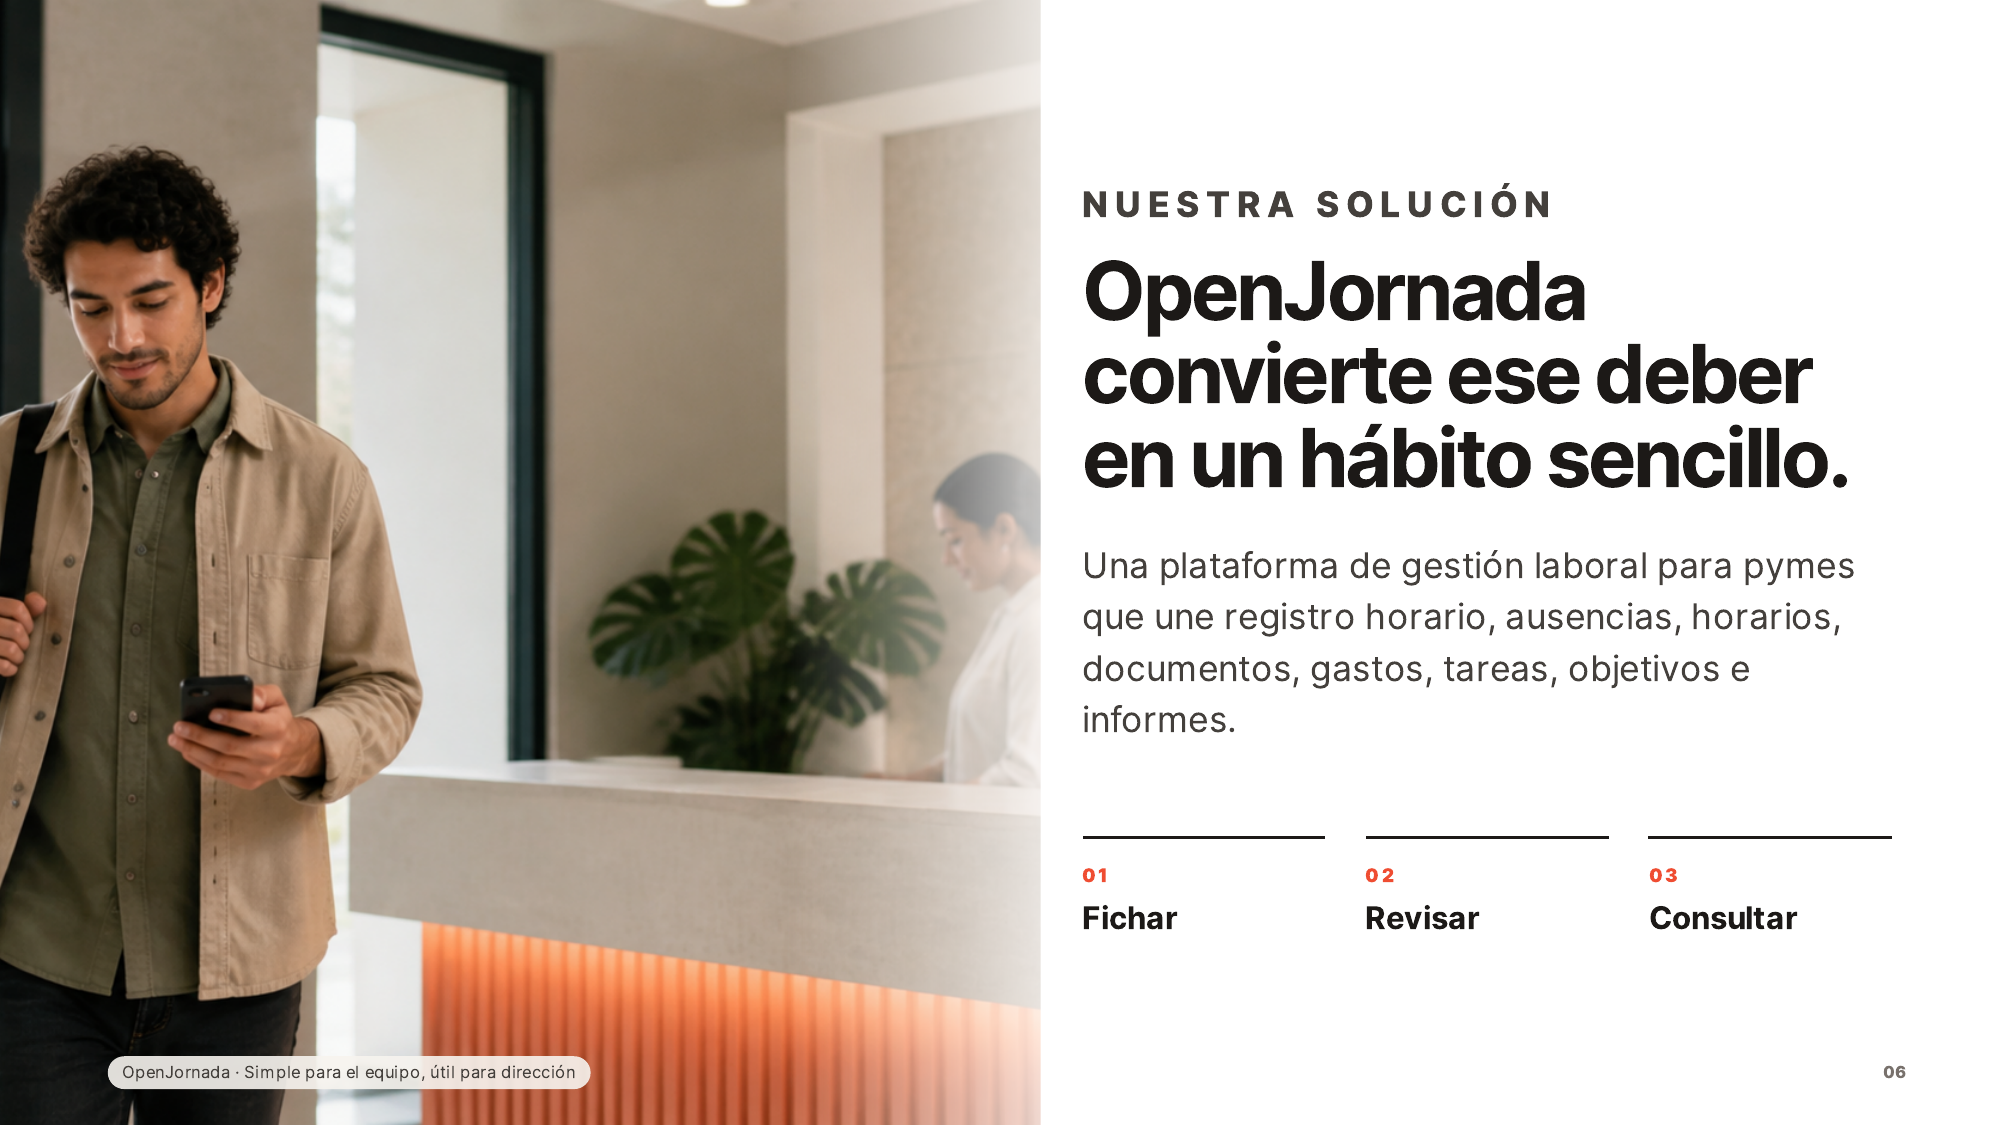 NUESTRA SOLUCIÓN
OpenJornada
convierte ese deber
en un hábito sencillo.
Una plataforma de gestión laboral para pymes
que une registro horario, ausencias, horarios,
documentos, gastos, tareas, objetivos e
informes.
01
Fichar
02
Revisar
03
Consultar
OpenJornada · Simple para el equipo, útil para dirección
06